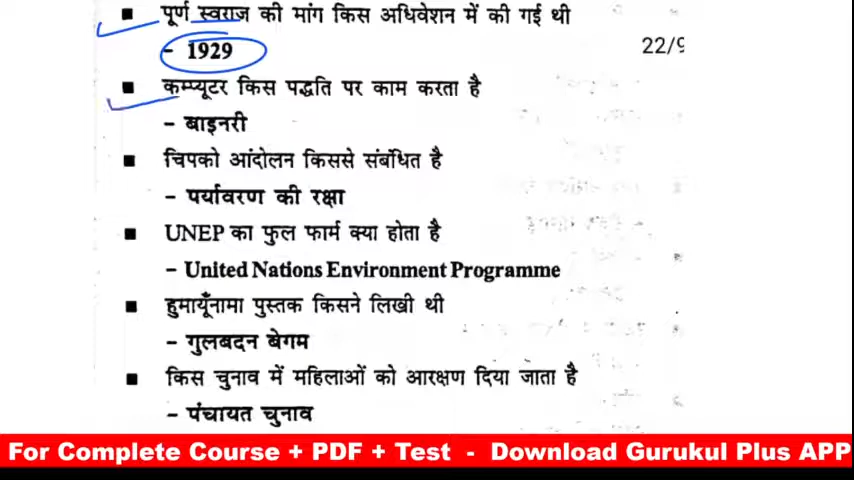 ■ पूर्ण स्वराज की मांग किस अधिवेशन में की गई थी
– 1929
22/9
■ कम्प्यूटर किस पद्धति पर काम करता है
– बाइनरी
■ चिपको आंदोलन किससे संबंधित है
– पर्यावरण की रक्षा
■ UNEP का फुल फार्म क्या होता है
– United Nations Environment Programme
■ हुमायूँनामा पुस्तक किसने लिखी थी
– गुलबदन बेगम
■ किस चुनाव में महिलाओं को आरक्षण दिया जाता है
– पंचायत चुनाव
For Complete Course + PDF + Test - Download Gurukul Plus APP